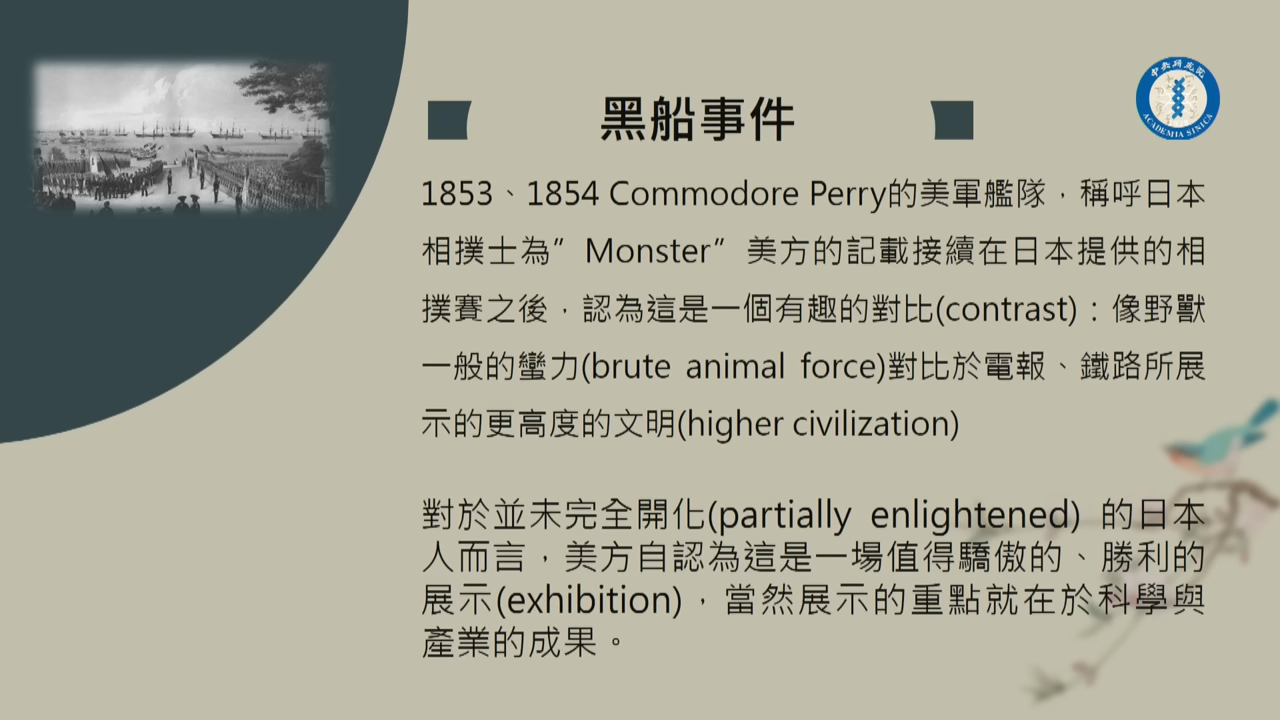 黑船事件
中央研究院
ACADEMIA SINICA
1853、1854 Commodore Perry的美軍艦隊，稱呼日本
相撲士為”Monster”美方的記載接續在日本提供的相
撲賽之後，認為這是一個有趣的對比(contrast)：像野獸
一般的蠻力(brute animal force)對比於電報、鐵路所展
示的更高度的文明(higher civilization)
對於並未完全開化(partially enlightened) 的日本
人而言，美方自認為這是一場值得驕傲的、勝利的
展示(exhibition)，當然展示的重點就在於科學與
產業的成果。